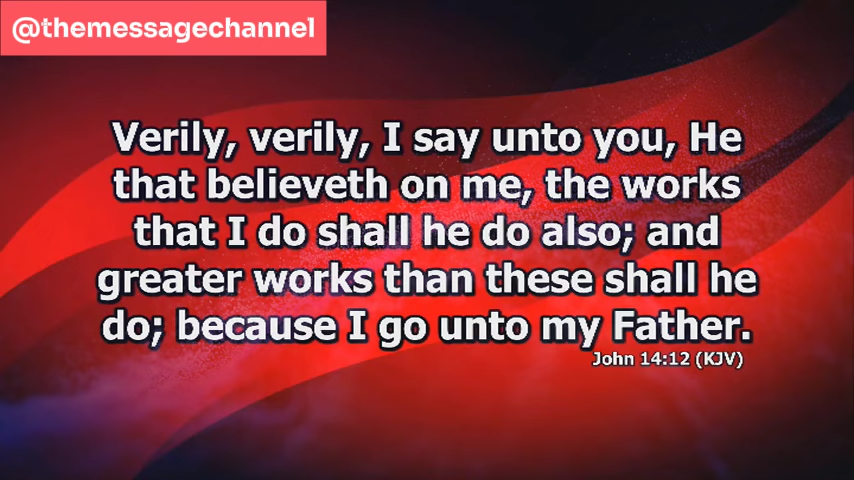 @themessagechannel
Verily, verily, I say unto you, He
that believeth on me, the works
that I do shall he do also; and
greater works than these shall he
do; because I go unto my Father.
John 14:12 (KJV)